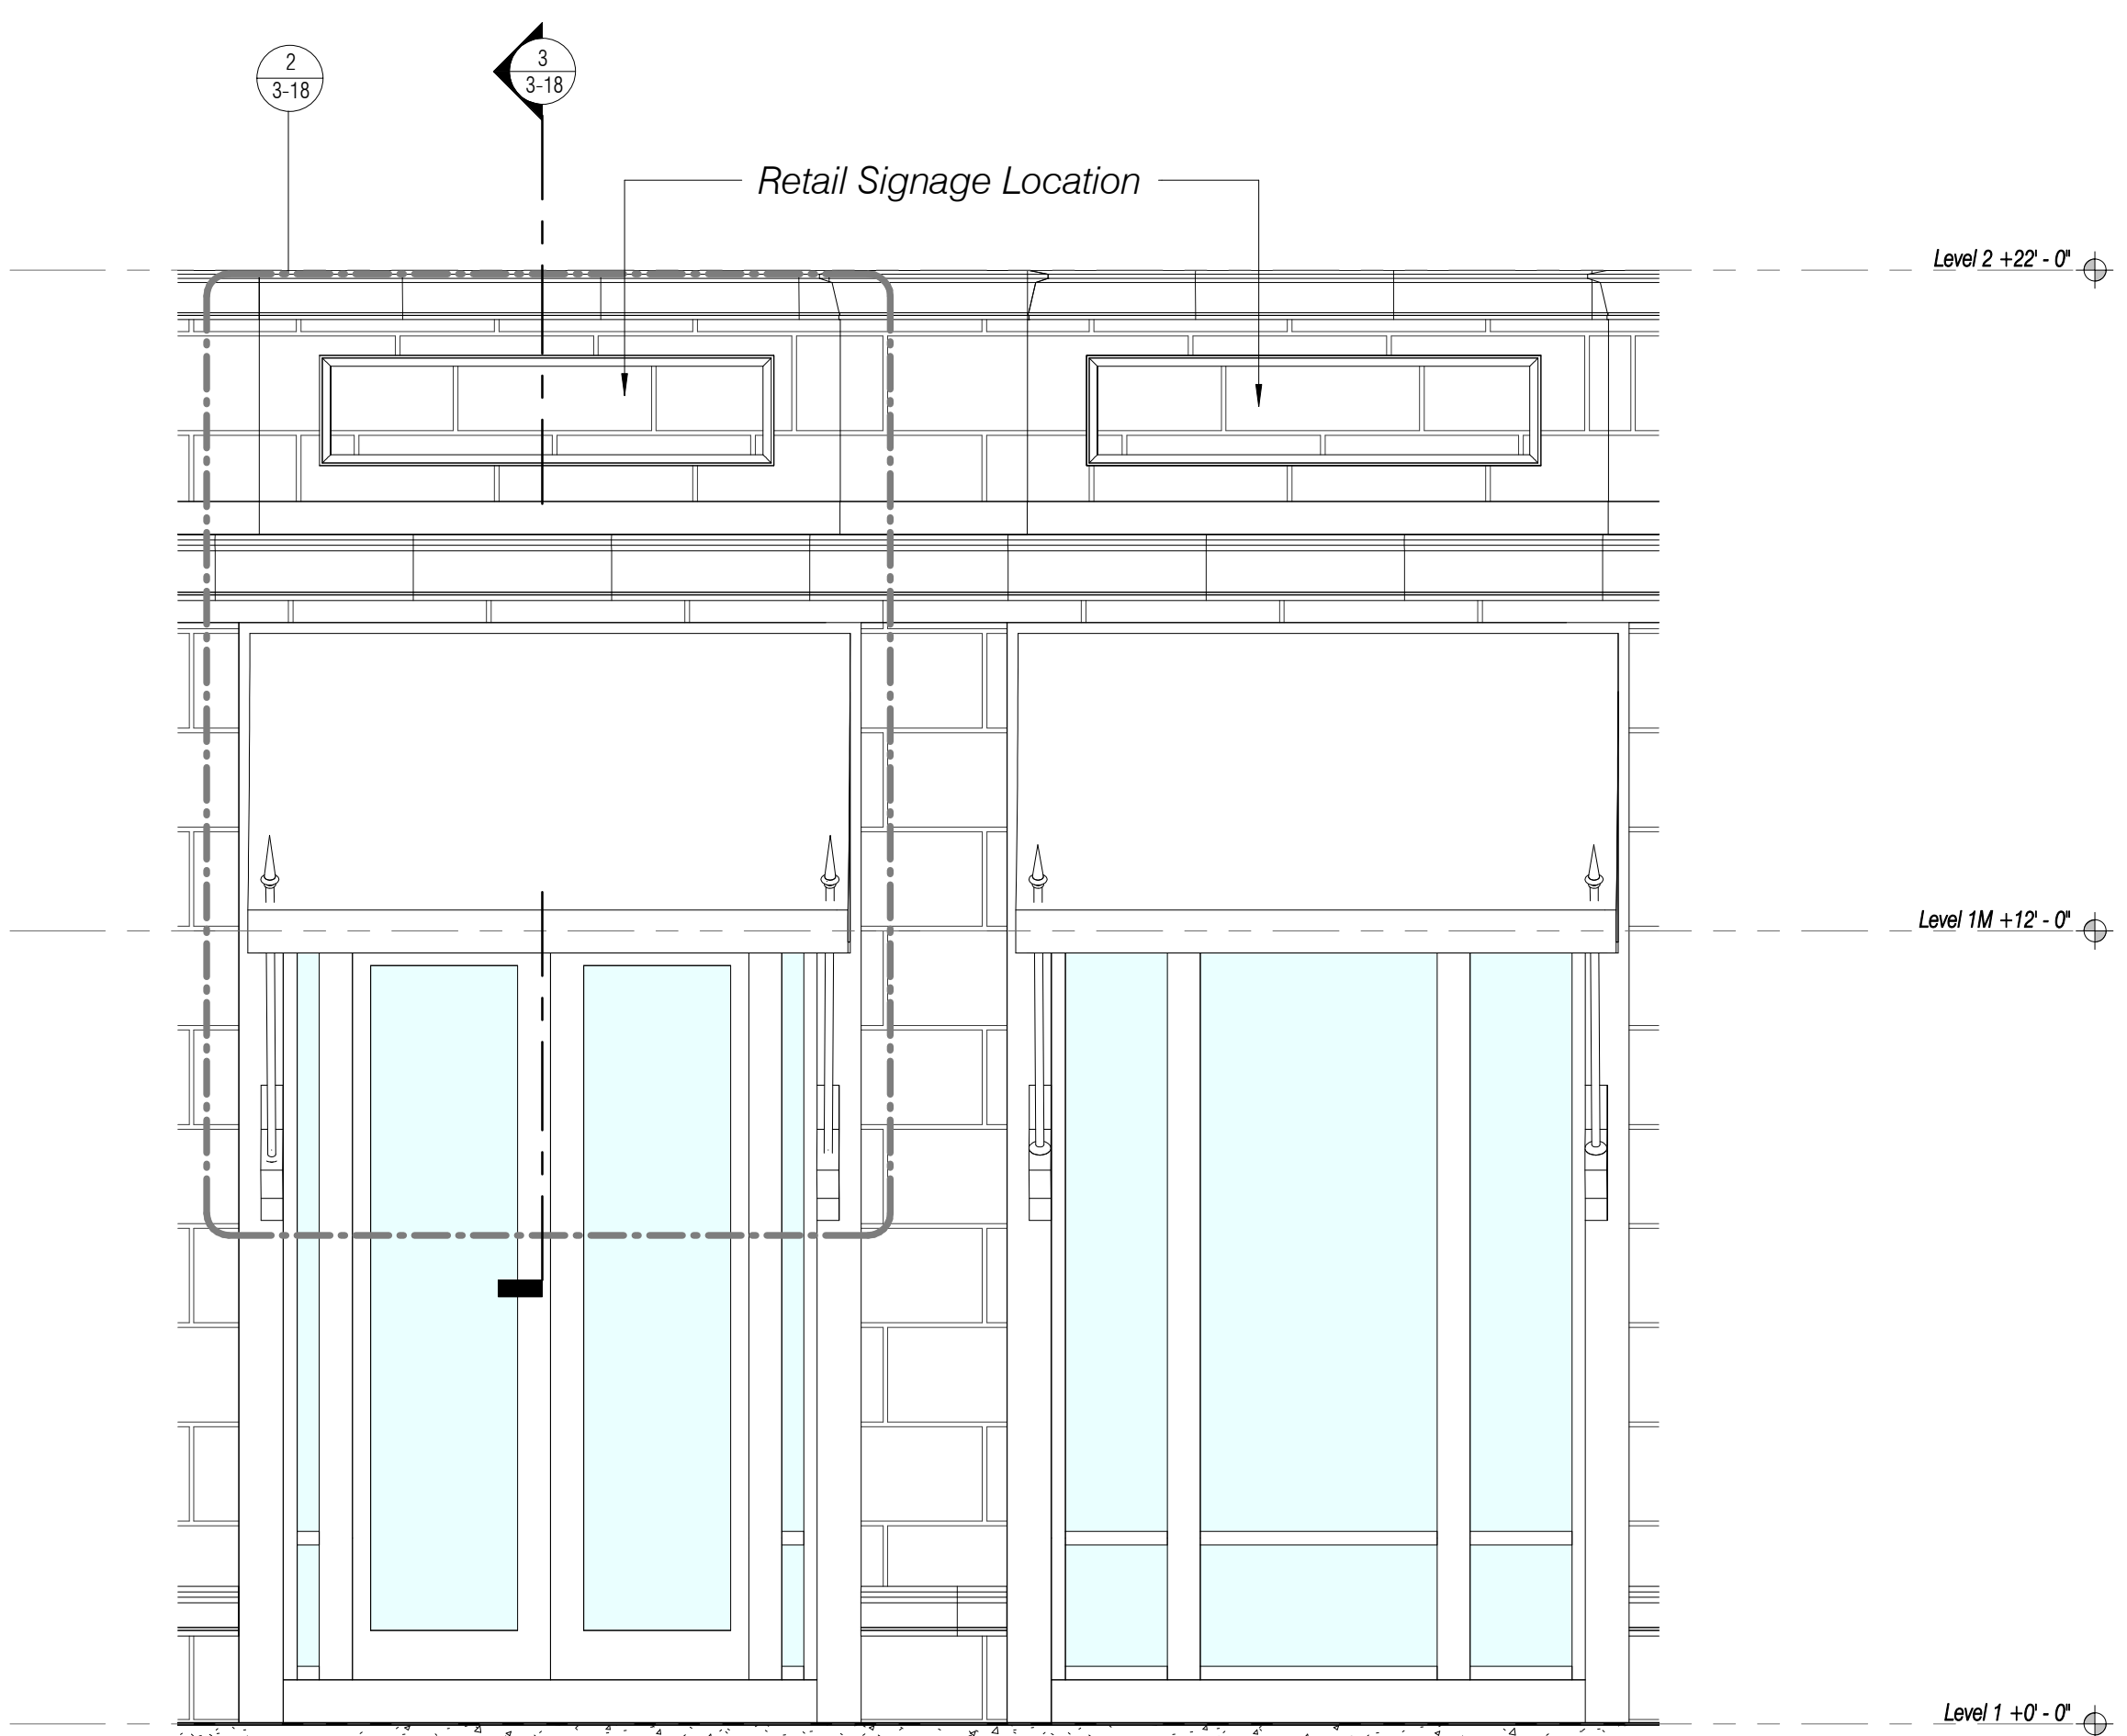 2
3-18
3
3-18
Retail Signage Location
Level 2 +22' - 0"
Level 1M +12' - 0"
Level 1 +0' - 0"